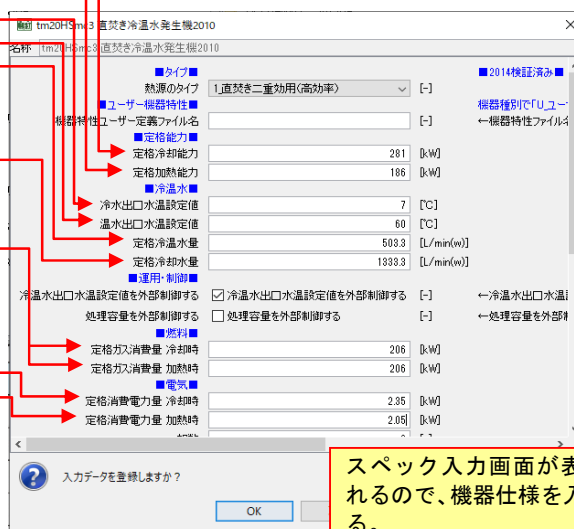 tm20HSmc3 直焚き冷温水発生機2010
名称 tm20HSmc3 直焚き冷温水発生機2010
■タイプ■ ■2014検証済み■
熱源のタイプ 1_直焚き二重効用(高効率) [-]
■ユーザー機器特性■ 機器種別で「U_ユー
機器特性ユーザー定義ファイル名 [-] ←機器特性ファイル
■定格能力■
定格冷却能力 281 [kW]
定格加熱能力 186 [kW]
■冷温水■
冷水出口水温設定値 7 [℃]
温水出口水温設定値 60 [℃]
定格冷温水量 503.3 [L/min(w)]
定格冷却水量 1333.3 [L/min(w)]
■運用・制御■
冷温水出口水温設定値を外部制御する 冷温水出口水温設定値を外部制御する [-] ←冷温水出口水温
処理容量を外部制御する 処理容量を外部制御する [-] ←処理容量を外部
■燃料■
定格ガス消費量 冷却時 206 [kW]
定格ガス消費量 加熱時 206 [kW]
■電気■
定格消費電力量 冷却時 2.35 [kW]
定格消費電力量 加熱時 2.05 [kW]
入力データを登録しますか?
OK
スペック入力画面が表
れるので、機器仕様を入
る。